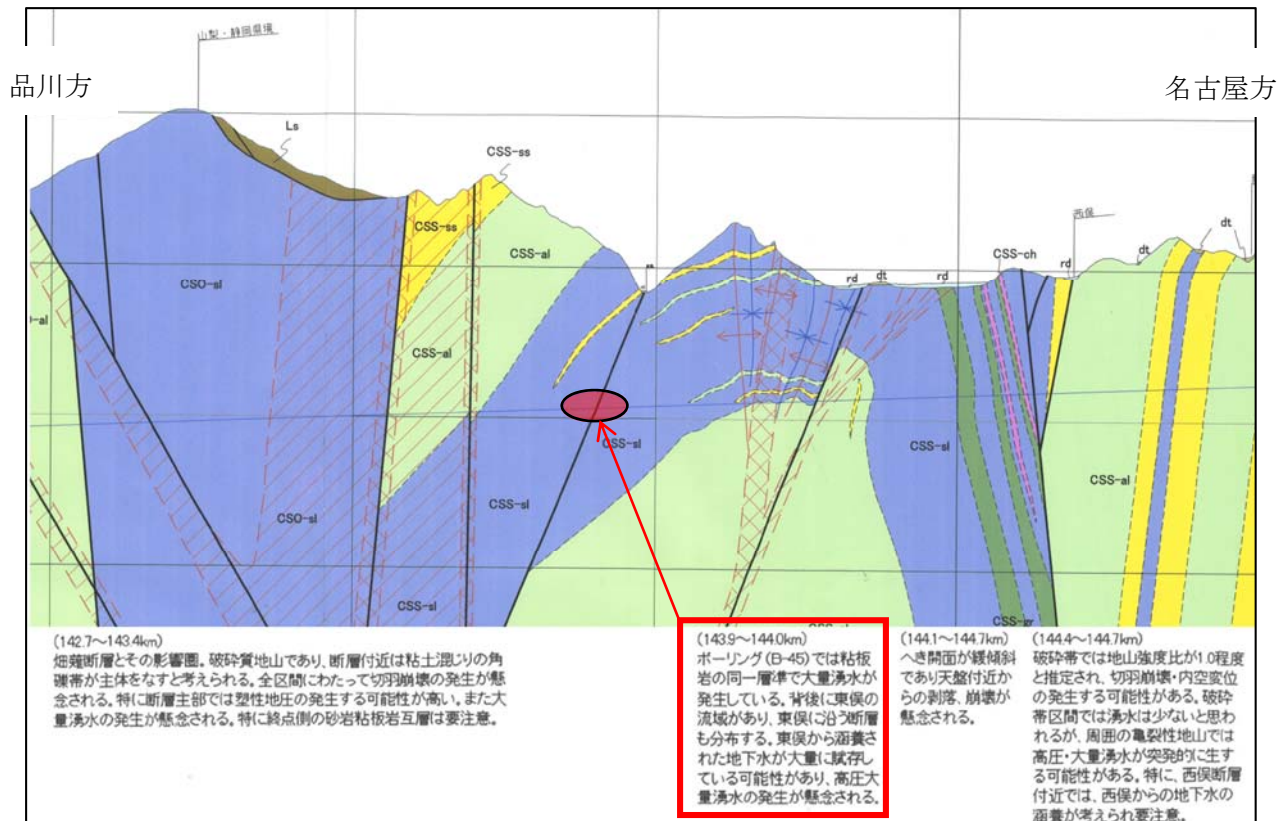 山梨・静岡県境
品川方
名古屋方
Ls
CSS-ss
CSS-ss
CSS-al
CSO-sl
CSS-al
CSO-sl
CSS-sl
CSS-sl
CSS-sl
rd
dt
rd
CSS-ch
rd
西俣
dt
dt
CSS-sl
CSS-al
CSS-gr
(142.7～143.4km)
畑薙断層とその影響圏。破砕質地山であり、断層付近は粘土混じりの角
礫帯が主体をなすと考えられる。全区間にわたって切羽崩壊の発生が懸
念される。特に断層主部では塑性地圧の発生する可能性が高い。また大
量湧水の発生が懸念される。特に終点側の砂岩粘板岩互層は要注意。
(143.9～144.0km)
ボーリング(B-45)では粘板
岩の同一層準で大量湧水が
発生している。背後に東俣の
流域があり、東俣に沿う断層
も分布する。東俣から涵養さ
れた地下水が大量に賦存し
ている可能性があり、高圧大
量湧水の発生が懸念される。
(144.1～144.7km)
へき開面が緩傾斜
であり天盤付近か
らの剥落、崩壊が
懸念される。
(144.4～144.7km)
破砕帯では地山強度比が1.0程度
と推定され、切羽崩壊・内空変位
の発生する可能性がある。破砕
帯区間では湧水は少ないと思わ
れるが、周囲の亀裂性地山では
高圧・大量湧水が突発的に生す
る可能性がある。特に、西俣断層
付近では、西俣からの地下水の
涵養が考えられ要注意。